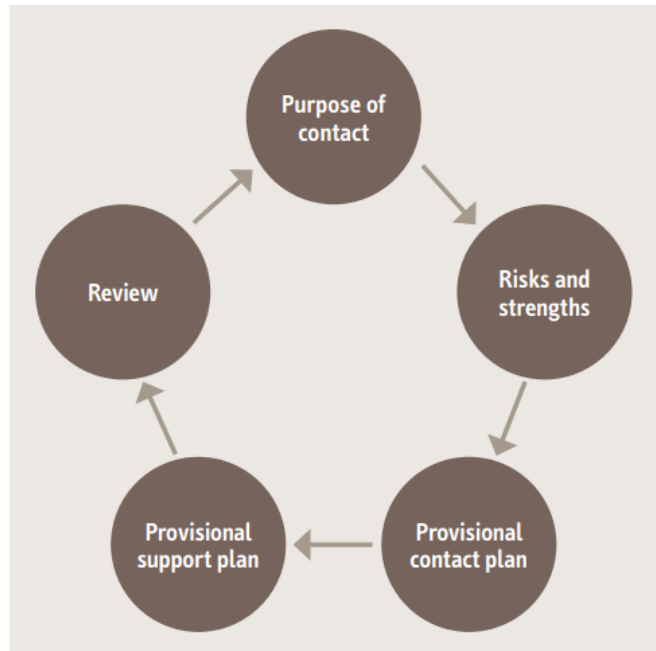 Purpose of
contact
Risks and
strengths
Provisional
contact plan
Provisional
support plan
Review